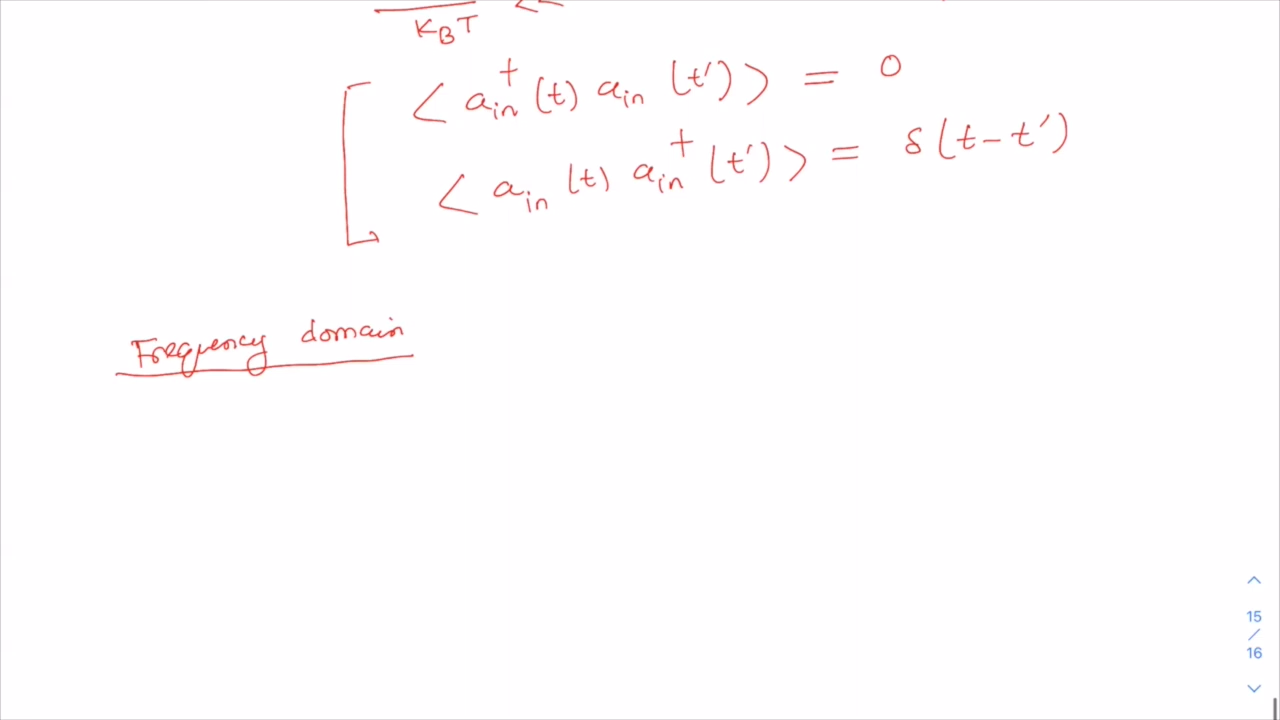 K_B T <<
< a_in^† (t) a_in (t') > = 0
< a_in (t) a_in^† (t') > = δ(t - t')
Frequency domain
15
/
16